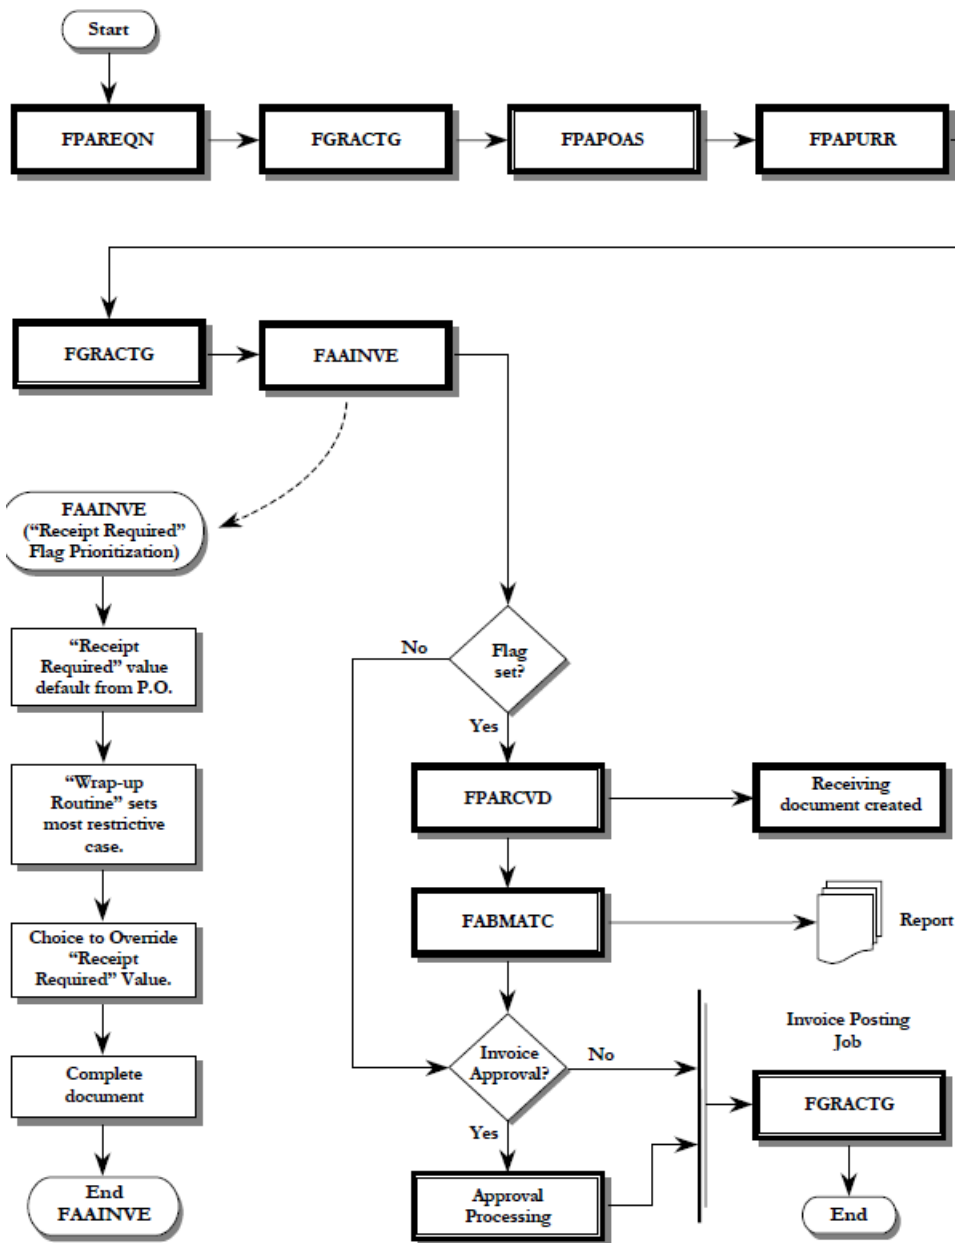 Start
FPAREQN
FGRACTG
FPAPOAS
FPAPURR
FGRACTG
FAAINVE
FAAINVE
(“Receipt Required”
Flag Prioritization)
“Receipt
Required” value
default from P.O.
“Wrap-up
Routine” sets
most restrictive
case.
Choice to Override
“Receipt
Required” Value.
Complete
document
End
FAAINVE
No
Flag
set?
Yes
FPARCVD
Receiving
document created
FABMATC
Report
Invoice
Approval?
No
Yes
Approval
Processing
Invoice Posting
Job
FGRACTG
End